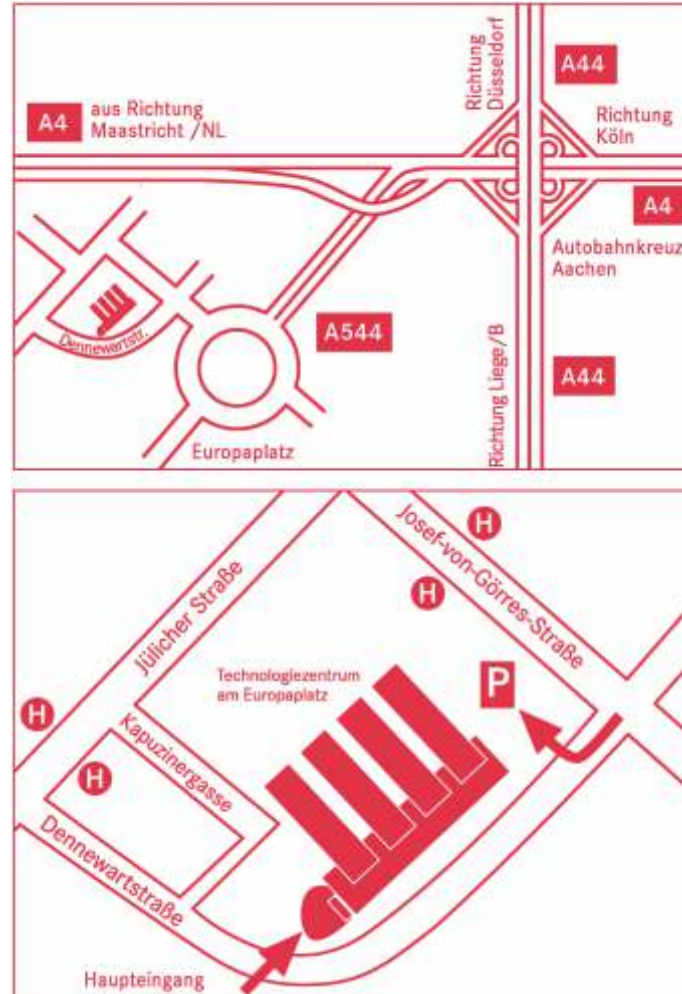 A4
aus Richtung
Maastricht /NL
Richtung
Düsseldorf
A44
Richtung
Köln
A4
Autobahnkreuz
Aachen
A544
Dennewartstr.
Europaplatz
Richtung Liege/B
A44
H
Josef-von-Görres-Straße
H
Jülicher Straße
Technologiezentrum
am Europaplatz
P
H
Kapuzinergasse
H
Dennewartstraße
Haupteingang